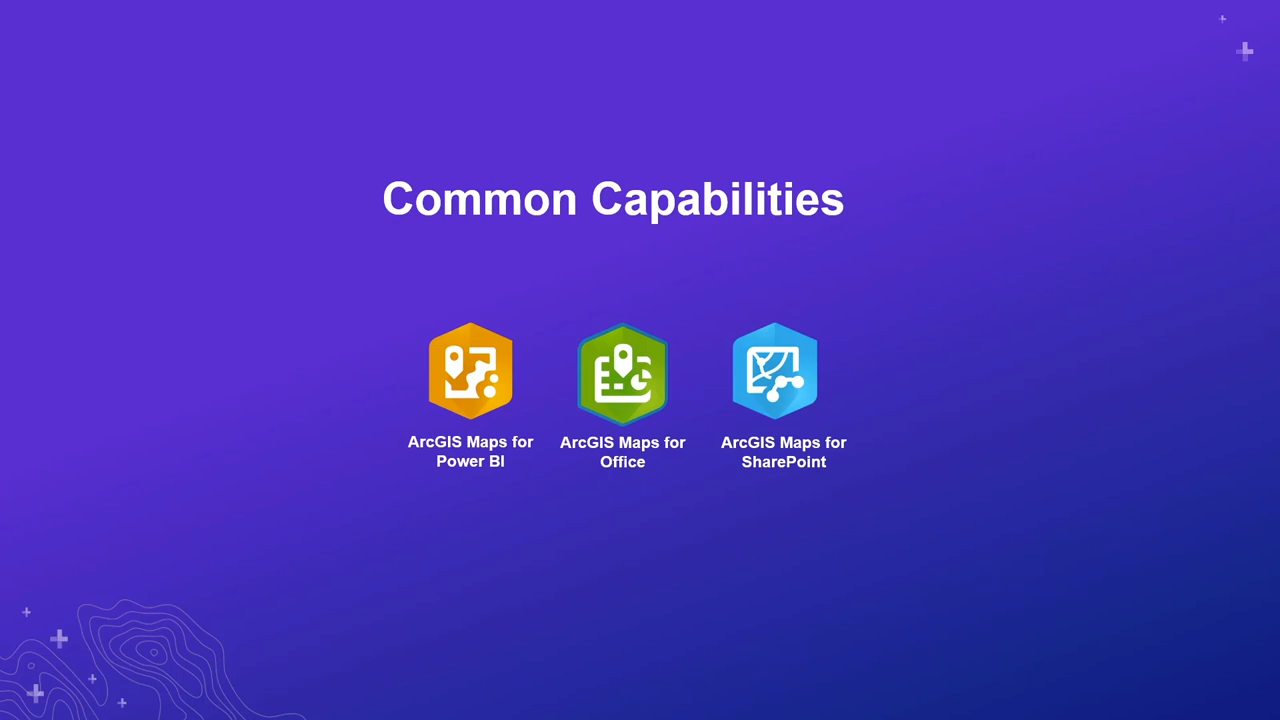 Common Capabilities
ArcGIS Maps for
Power BI
ArcGIS Maps for
Office
ArcGIS Maps for
SharePoint